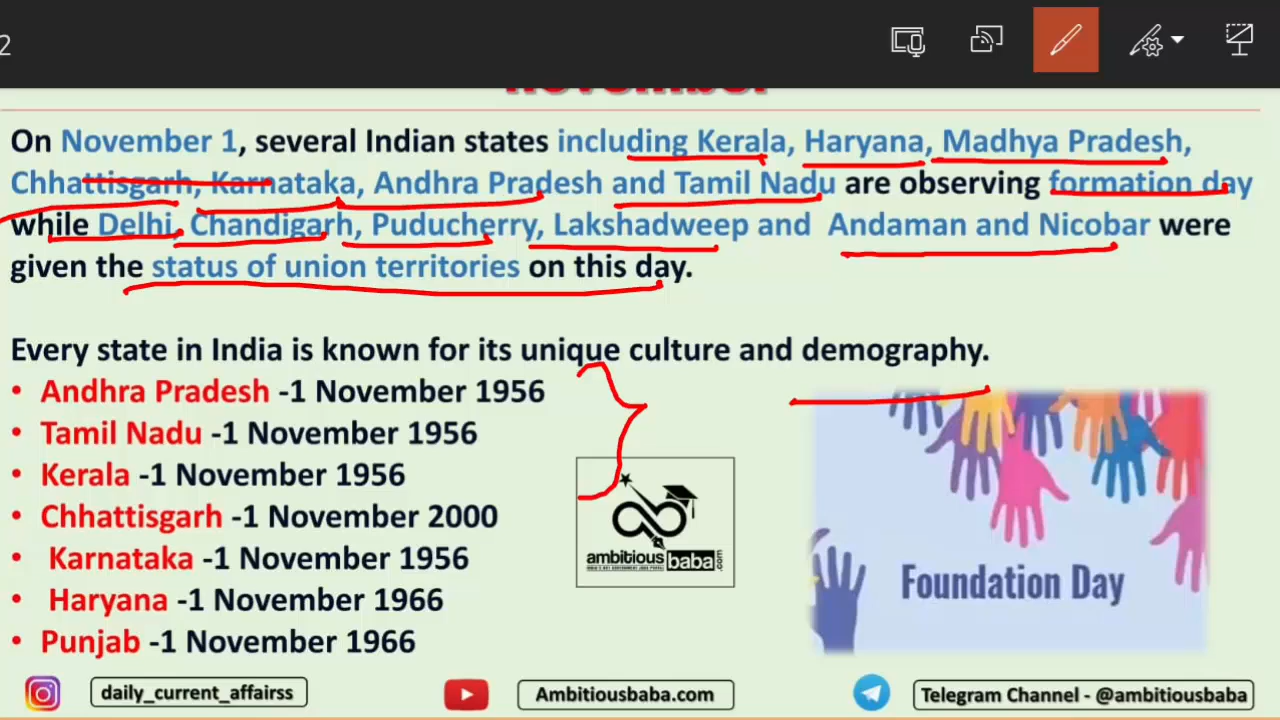 2
november
On November 1, several Indian states including Kerala, Haryana, Madhya Pradesh,
Chhattisgarh, Karnataka, Andhra Pradesh and Tamil Nadu are observing formation day
while Delhi, Chandigarh, Puducherry, Lakshadweep and Andaman and Nicobar were
given the status of union territories on this day.
Every state in India is known for its unique culture and demography.
• Andhra Pradesh -1 November 1956
• Tamil Nadu -1 November 1956
• Kerala -1 November 1956
• Chhattisgarh -1 November 2000
• Karnataka -1 November 1956
• Haryana -1 November 1966
• Punjab -1 November 1966
ambitiousbaba.com
Foundation Day
daily_current_affairss
Ambitiousbaba.com
Telegram Channel - @ambitiousbaba